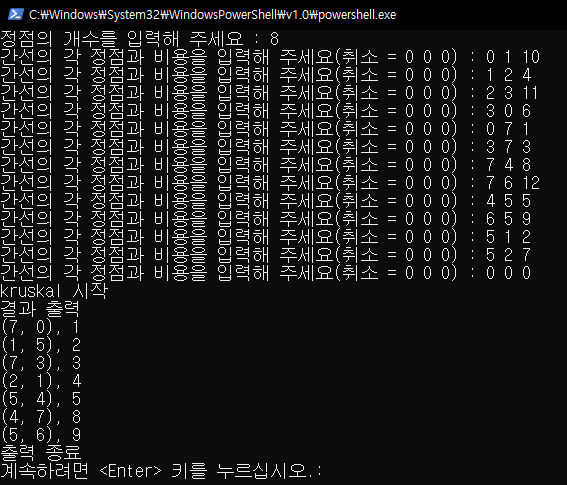 C:₩Windows₩System32₩WindowsPowerShell₩v1.0₩powershell.exe
정점의 개수를 입력해 주세요 : 8
간선의 각 정점과 비용을 입력해 주세요(취소 = 0 0 0) : 0 1 10
간선의 각 정점과 비용을 입력해 주세요(취소 = 0 0 0) : 1 2 4
간선의 각 정점과 비용을 입력해 주세요(취소 = 0 0 0) : 2 3 11
간선의 각 정점과 비용을 입력해 주세요(취소 = 0 0 0) : 3 0 6
간선의 각 정점과 비용을 입력해 주세요(취소 = 0 0 0) : 0 7 1
간선의 각 정점과 비용을 입력해 주세요(취소 = 0 0 0) : 3 7 3
간선의 각 정점과 비용을 입력해 주세요(취소 = 0 0 0) : 7 4 8
간선의 각 정점과 비용을 입력해 주세요(취소 = 0 0 0) : 7 6 12
간선의 각 정점과 비용을 입력해 주세요(취소 = 0 0 0) : 4 5 5
간선의 각 정점과 비용을 입력해 주세요(취소 = 0 0 0) : 6 5 9
간선의 각 정점과 비용을 입력해 주세요(취소 = 0 0 0) : 5 1 2
간선의 각 정점과 비용을 입력해 주세요(취소 = 0 0 0) : 5 2 7
간선의 각 정점과 비용을 입력해 주세요(취소 = 0 0 0) : 0 0 0
kruskal 시작
결과 출력
(7, 0), 1
(1, 5), 2
(7, 3), 3
(2, 1), 4
(5, 4), 5
(4, 7), 8
(5, 6), 9
출력 종료
계속하려면 <Enter> 키를 누르십시오.: